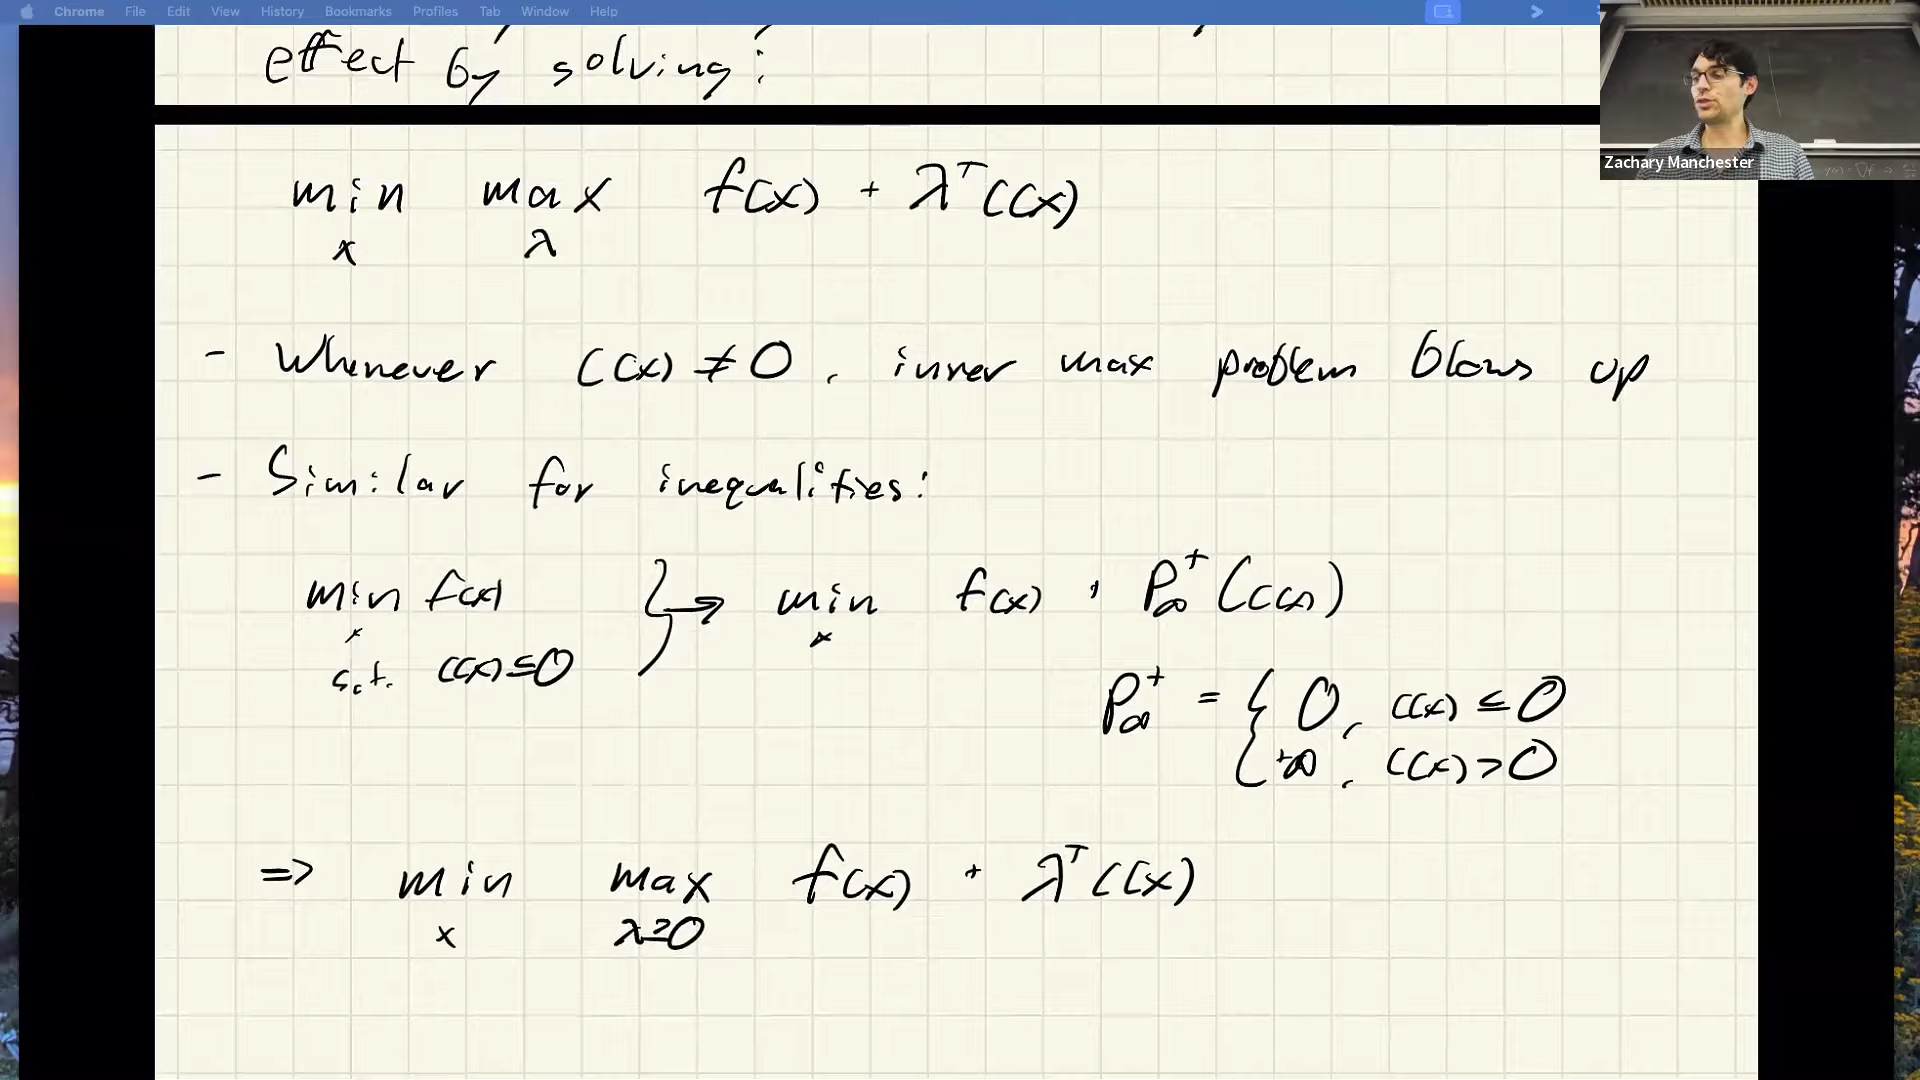 Chrome File Edit View History Bookmarks Profiles Tab Window Help
effect by solving:
Zachary Manchester
min max f(x) + λᵀC(x)
x λ
- Whenever C(x) ≠ 0, inner max problem blows up
- Similar for inequalities:
min f(x) } → min f(x) + P∞⁺(C(x))
x x
s.t. C(x) ≤ 0
P∞⁺ = { 0, C(x) ≤ 0
+∞, C(x) > 0
⇒ min max f(x) + λᵀC(x)
x λ≥0